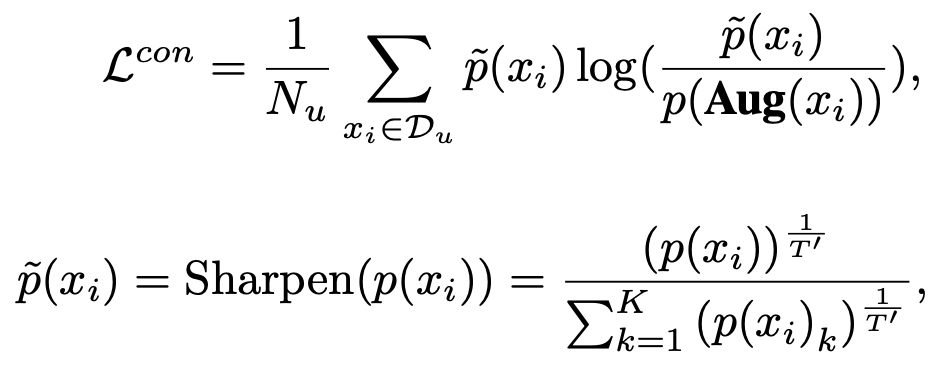 $\mathcal{L}^{con} = \frac{1}{N_u} \sum_{x_i \in \mathcal{D}_u} \tilde{p}(x_i) \log(\frac{\tilde{p}(x_i)}{p(\mathbf{Aug}(x_i))}),$
$\tilde{p}(x_i) = \text{Sharpen}(p(x_i)) = \frac{(p(x_i))^{\frac{1}{T'}}}{\sum_{k=1}^{K} (p(x_i)_k)^{\frac{1}{T'}}},$